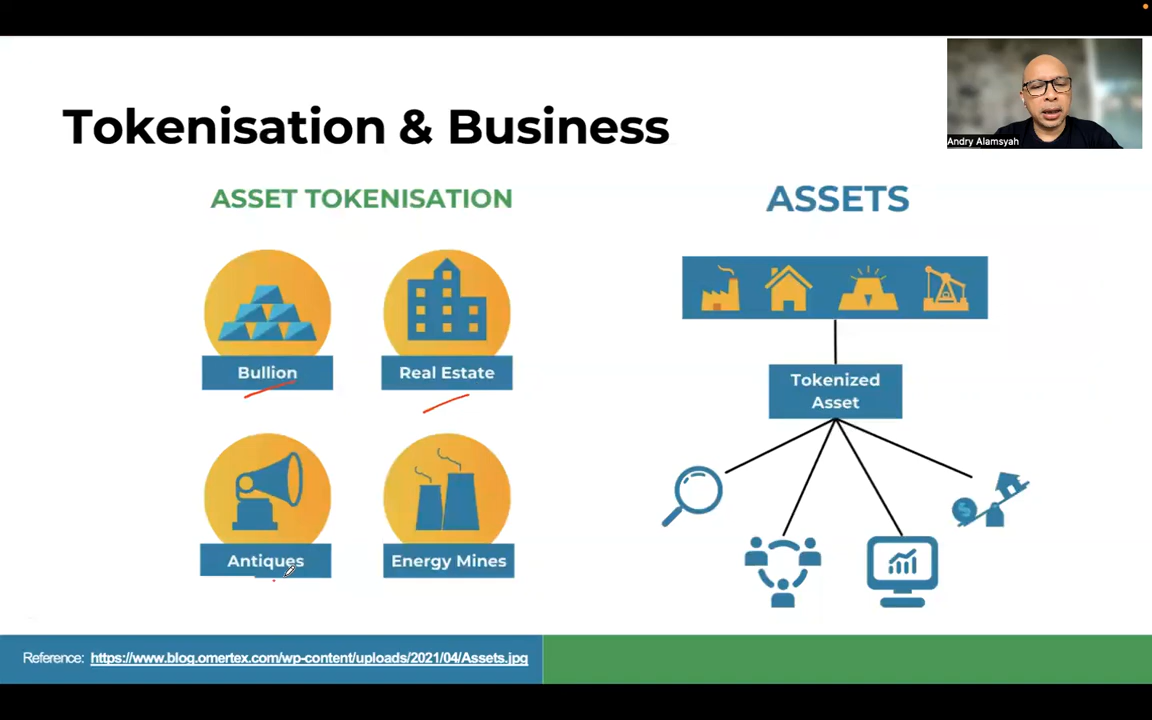 Tokenisation & Business
Andry Alamsyah
ASSET TOKENISATION
ASSETS
Bullion
Real Estate
Tokenized
Asset
Antiques
Energy Mines
Reference: https://www.blog.omertex.com/wp-content/uploads/2021/04/Assets.jpg